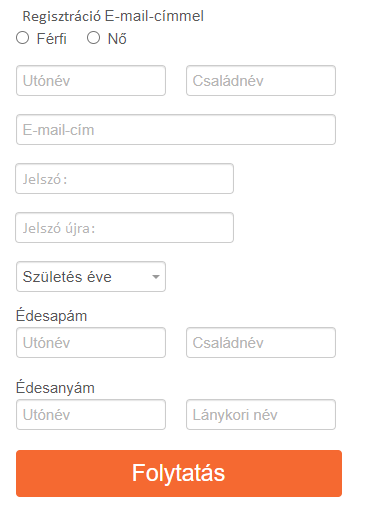 Regisztráció E-mail-címmel
Férfi Nő
Utónév Családnév
E-mail-cím
Jelszó:
Jelszó újra:
Születés éve
Édesapám
Utónév Családnév
Édesanyám
Utónév Lánykori név
Folytatás